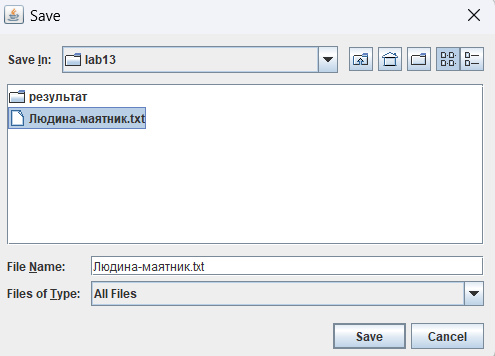 Save
Save In: lab13
результат
Людина-маятник.txt
File Name: Людина-маятник.txt
Files of Type: All Files
Save Cancel